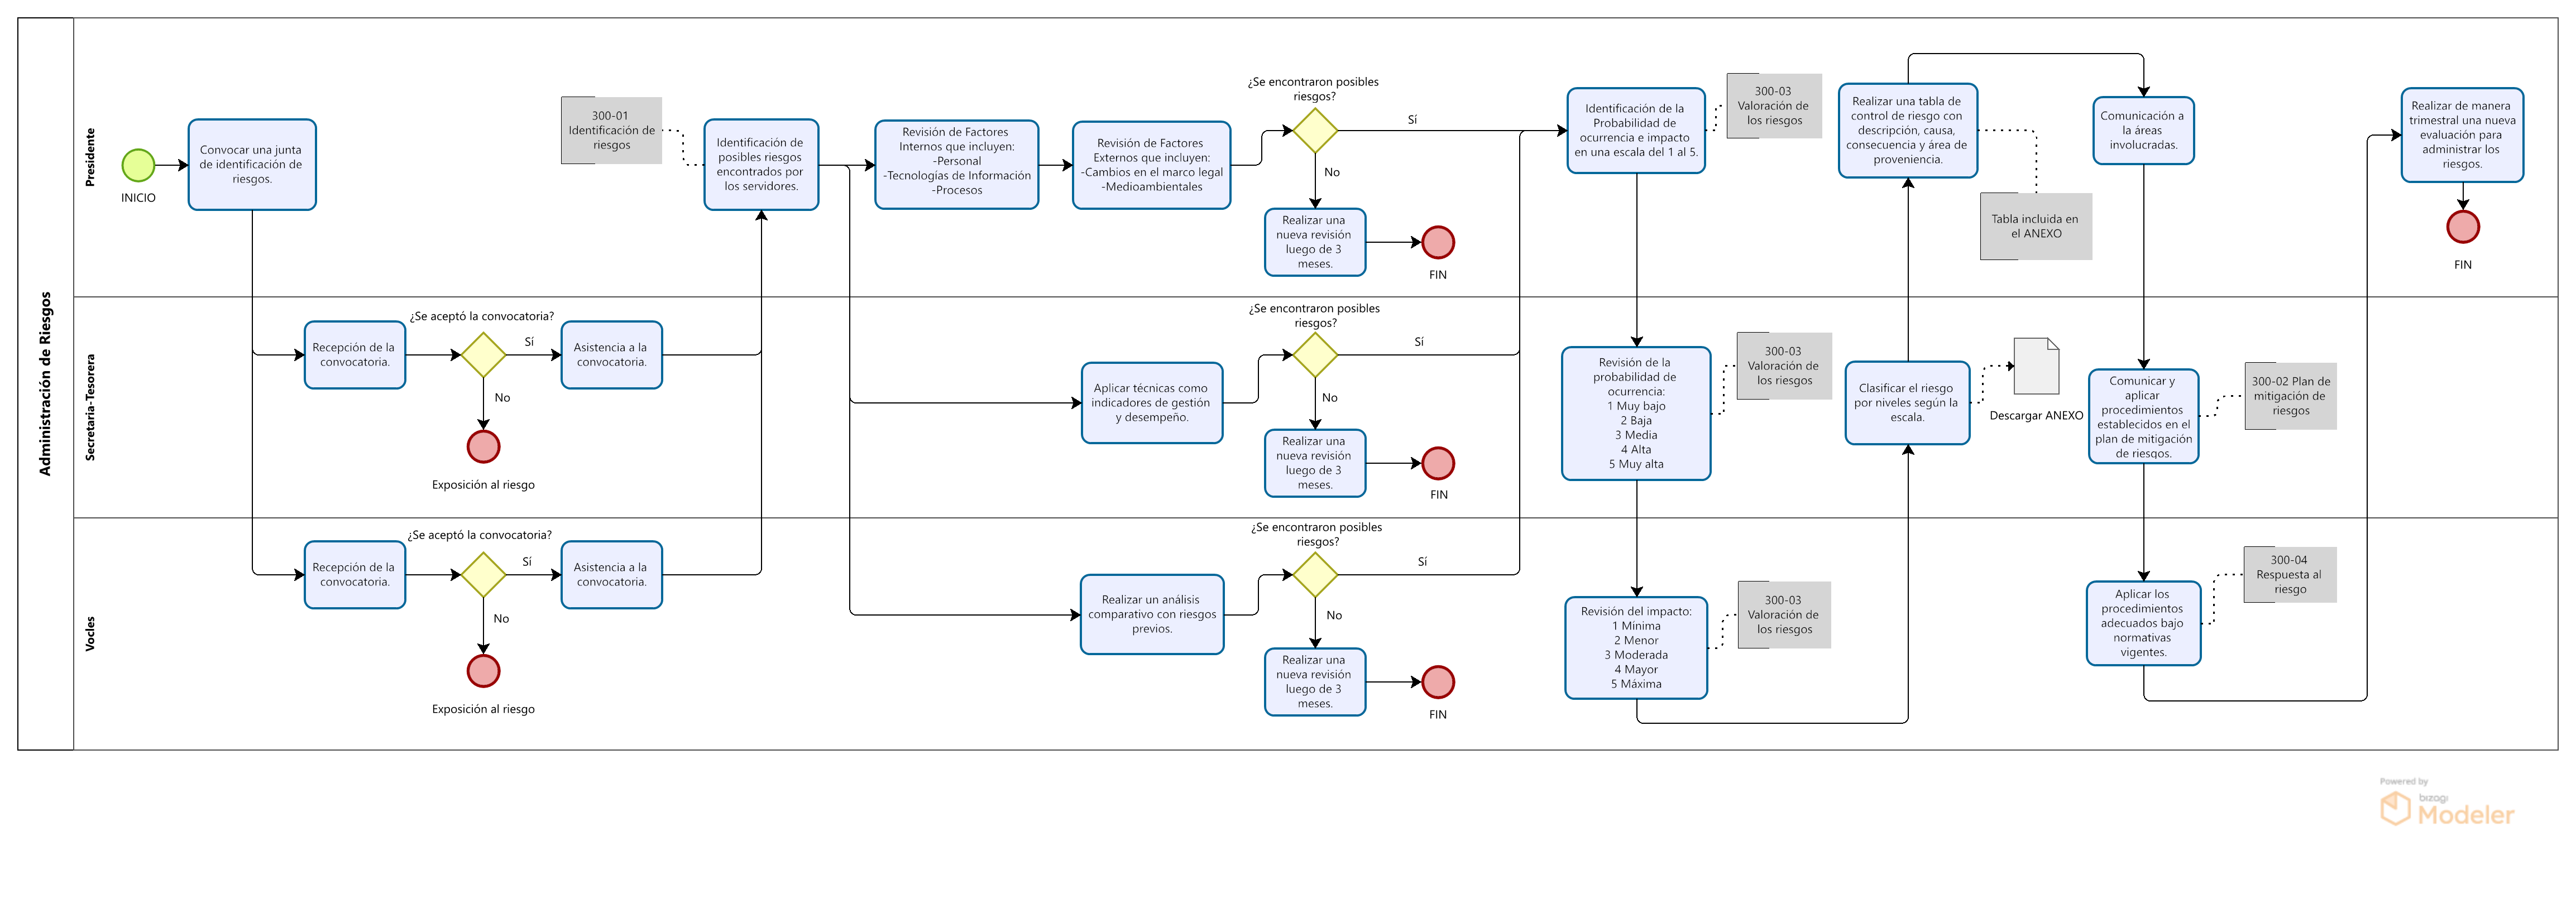 Administración de Riesgos
Presidente
INICIO
Convocar una junta
de identificación de
riesgos.
300-01
Identificación de
riesgos
Identificación de
posibles riesgos
encontrados por
los servidores.
Revisión de Factores
Internos que incluyen:
-Personal
-Tecnologías de Información
-Procesos
Revisión de Factores
Externos que incluyen:
-Cambios en el marco legal
-Medioambientales
¿Se encontraron posibles
riesgos?
Sí
No
Realizar una
nueva revisión
luego de 3
meses.
FIN
Identificación de la
Probabilidad de
ocurrencia e impacto
en una escala del 1 al 5.
300-03
Valoración de
los riesgos
Realizar una tabla de
control de riesgo con
descripción, causa,
consecuencia y área de
proveniencia.
Tabla incluida en
el ANEXO
Comunicación a
la áreas
involucradas.
Realizar de manera
trimestral una nueva
evaluación para
administrar los
riesgos.
FIN
Secretaria-Tesorera
Recepción de la
convocatoria.
¿Se aceptó la convocatoria?
Sí
No
Exposición al riesgo
Asistencia a la
convocatoria.
Aplicar técnicas como
indicadores de gestión
y desempeño.
¿Se encontraron posibles
riesgos?
Sí
No
Realizar una
nueva revisión
luego de 3
meses.
FIN
Revisión de la
probabilidad de
ocurrencia:
1 Muy bajo
2 Baja
3 Media
4 Alta
5 Muy alta
300-03
Valoración de
los riesgos
Clasificar el riesgo
por niveles según la
escala.
Descargar ANEXO
Comunicar y
aplicar
procedimientos
establecidos en el
plan de mitigación
de riesgos.
300-02 Plan de
mitigación de
riesgos
Vocles
Recepción de la
convocatoria.
¿Se aceptó la convocatoria?
Sí
No
Exposición al riesgo
Asistencia a la
convocatoria.
Realizar un análisis
comparativo con riesgos
previos.
¿Se encontraron posibles
riesgos?
Sí
No
Realizar una
nueva revisión
luego de 3
meses.
FIN
Revisión del impacto:
1 Mínima
2 Menor
3 Moderada
4 Mayor
5 Máxima
300-03
Valoración de
los riesgos
Aplicar los
procedimientos
adecuados bajo
normativas
vigentes.
300-04
Respuesta al
riesgo
Powered by
bizagi
Modeler